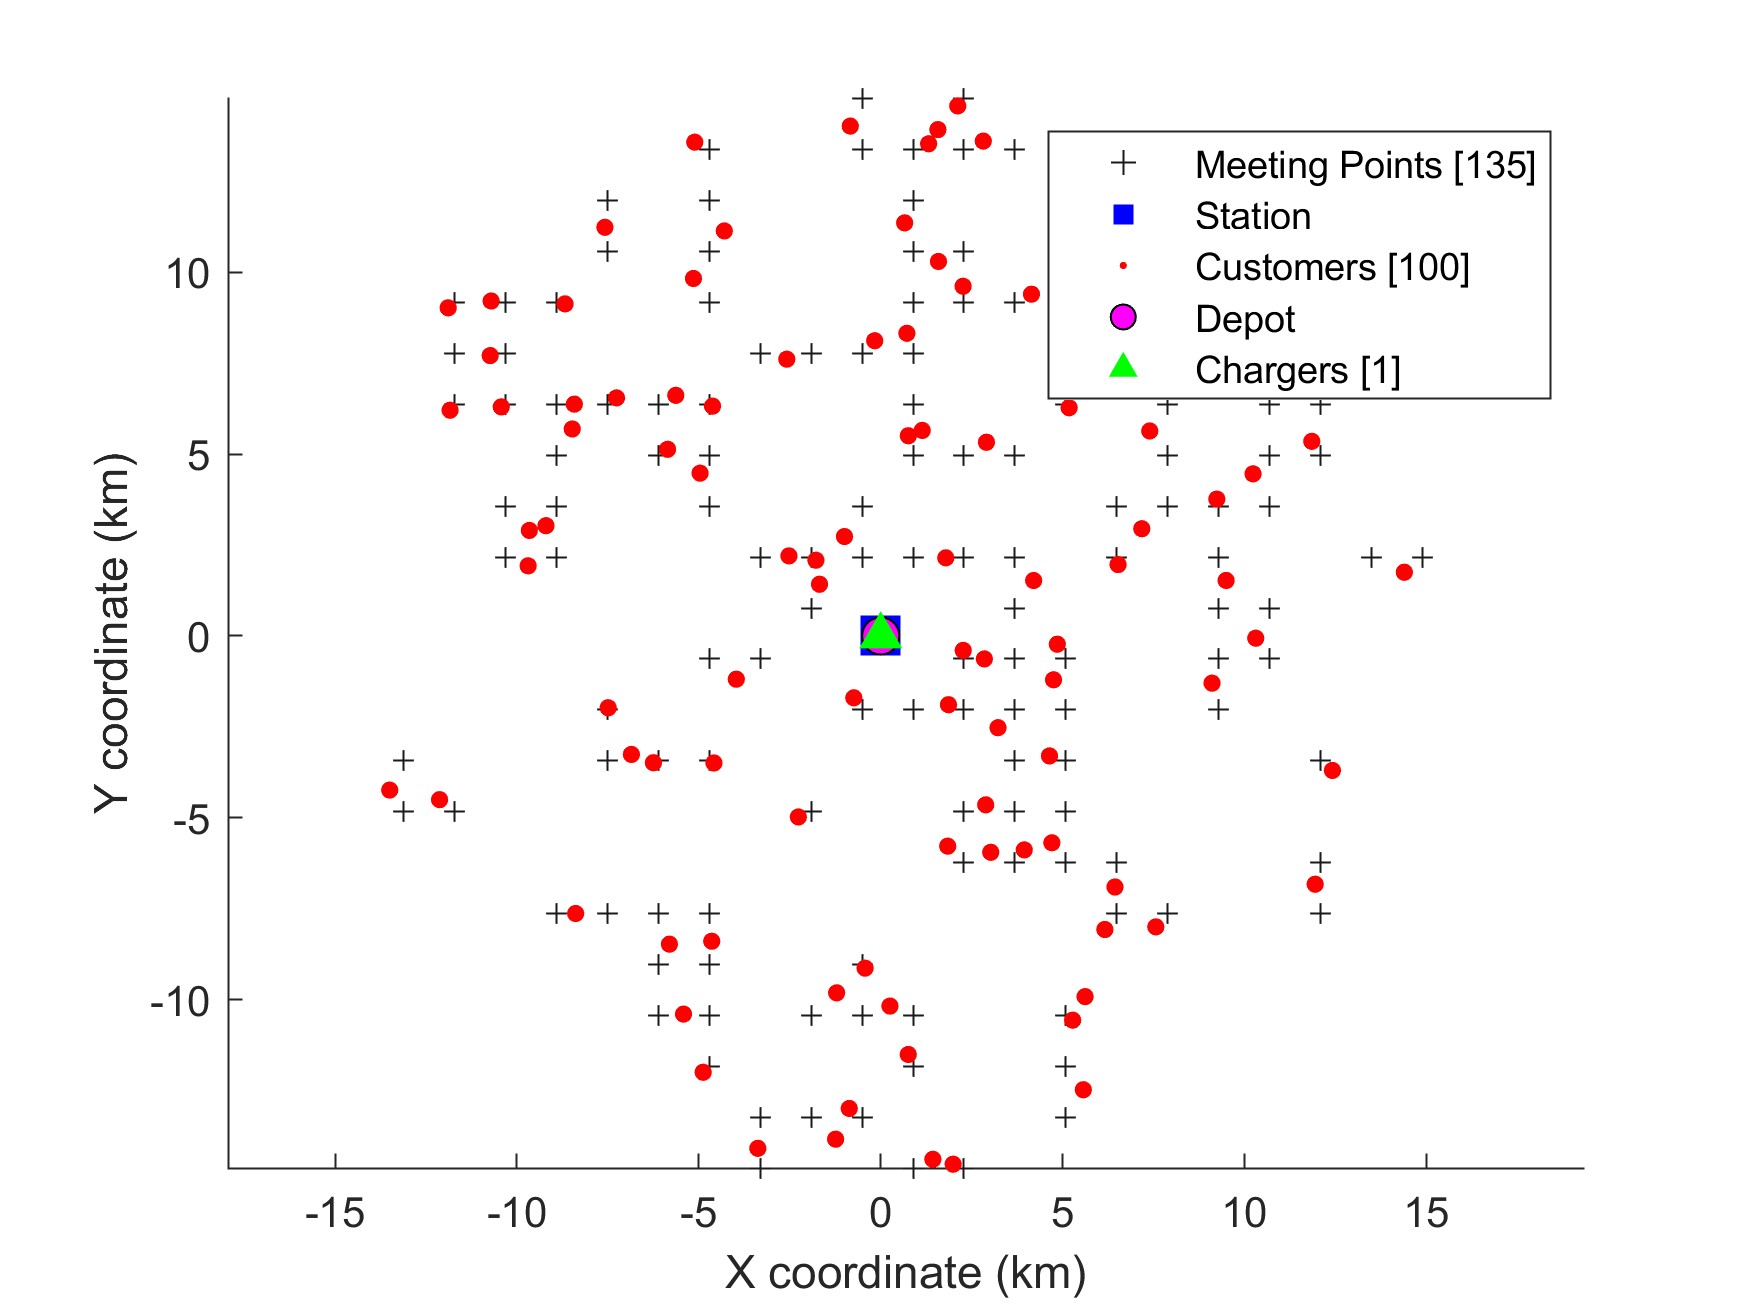 Meeting Points [135]
Station
Customers [100]
Depot
Chargers [1]
10
5
0
-5
-10
Y coordinate (km)
-15 -10 -5 0 5 10 15
X coordinate (km)